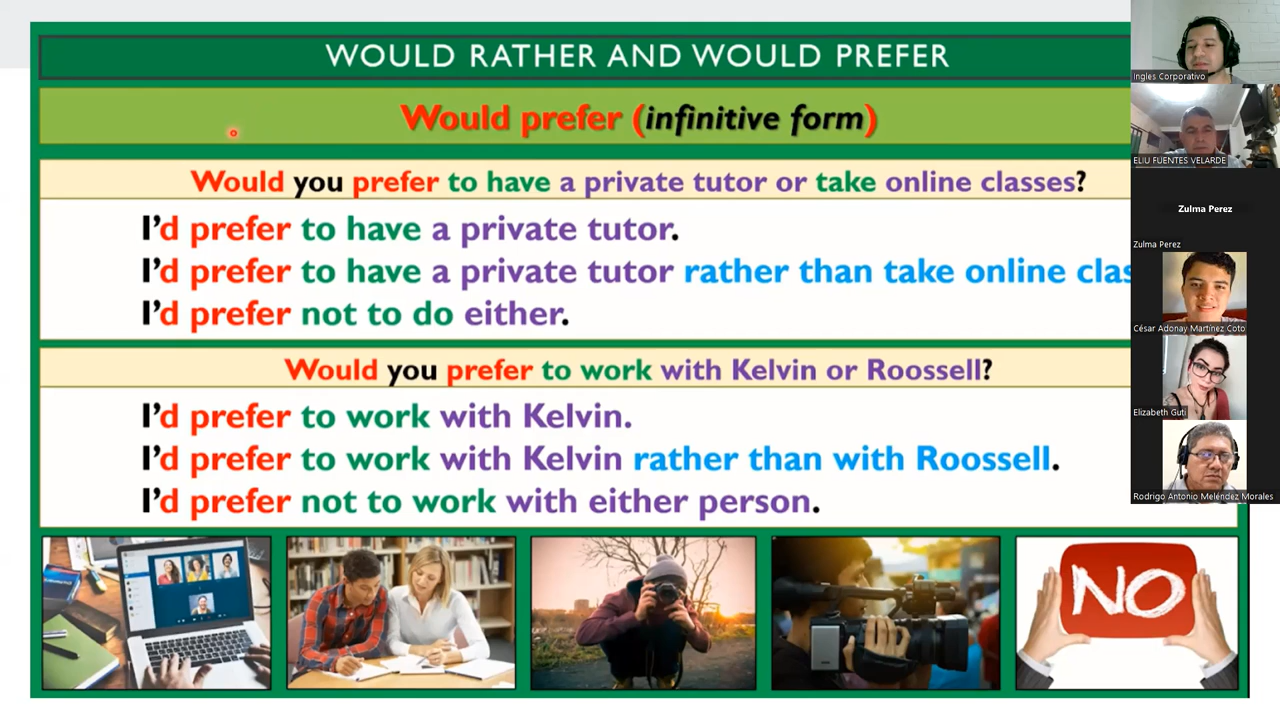 WOULD RATHER AND WOULD PREFER
Would prefer (infinitive form)
Would you prefer to have a private tutor or take online classes?
I'd prefer to have a private tutor.
I'd prefer to have a private tutor rather than take online clas
I'd prefer not to do either.
Would you prefer to work with Kelvin or Roossell?
I'd prefer to work with Kelvin.
I'd prefer to work with Kelvin rather than with Roossell.
I'd prefer not to work with either person.
NO
Ingles Corporativo
ELIU FUENTES VELARDE
Zulma Perez
Zulma Perez
César Adonay Martínez Coto
Elizabeth Guti
Rodrigo Antonio Meléndez Morales